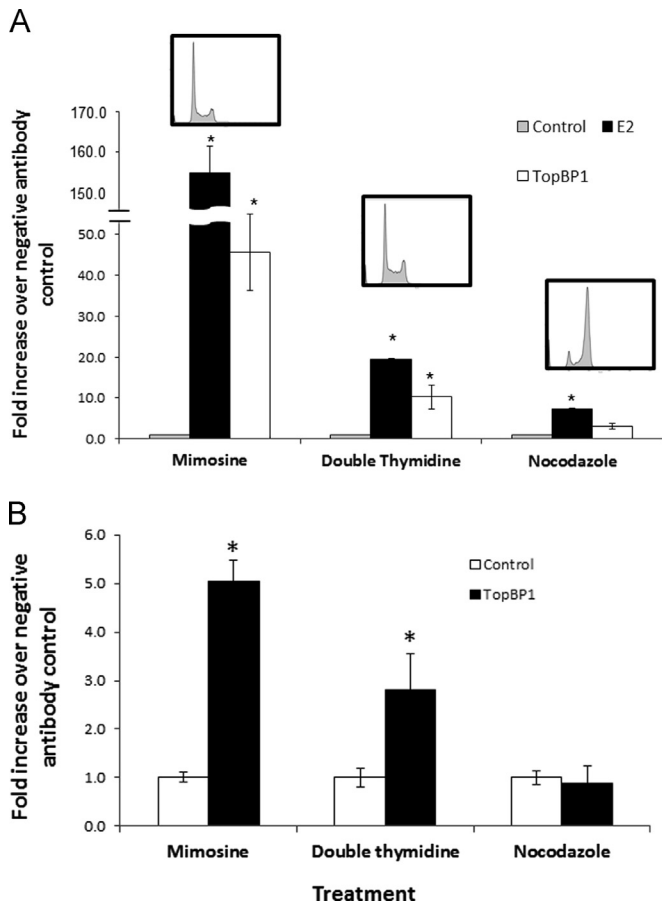 A
Fold increase over negative antibody
control
170.0
160.0
150.0
50.0
40.0
30.0
20.0
10.0
0.0
*
*
*
*
*
Control E2
TopBP1
Mimosine Double Thymidine Nocodazole
B
Fold increase over negative
antibody control
6.0
5.0
4.0
3.0
2.0
1.0
0.0
*
*
Control
TopBP1
Mimosine Double thymidine Nocodazole
Treatment